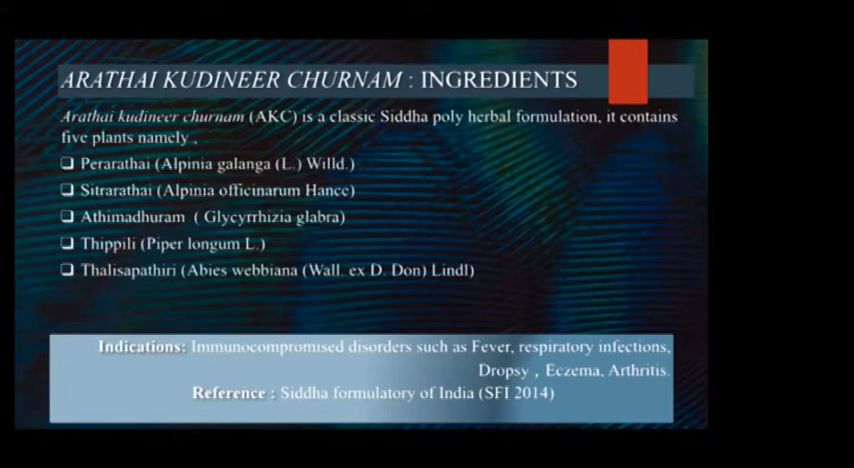 ARATHAI KUDINEER CHURNAM : INGREDIENTS
Arathai kudineer churnam (AKC) is a classic Siddha poly herbal formulation, it contains
five plants namely.,
❑ Perarathai (Alpinia galanga (L.) Willd.)
❑ Sitrarathai (Alpinia officinarum Hance)
❑ Athimadhuram ( Glycyrrhizia glabra)
❑ Thippili (Piper longum L.)
❑ Thalisapathiri (Abies webbiana (Wall. ex D. Don) Lindl)
Indications: Immunocompromised disorders such as Fever, respiratory infections,
Dropsy , Eczema, Arthritis.
Reference : Siddha formulatory of India (SFI 2014)